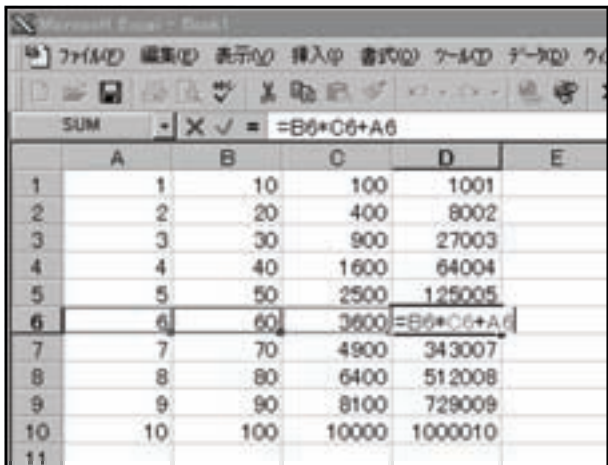 Microsoft Excel - Book1
ファイル(F) 編集(E) 表示(V) 挿入(I) 書式(O) ツール(T) データ(D)
SUM =B6*C6+A6
A B C D E
1 1 10 100 1001
2 2 20 400 8002
3 3 30 900 27003
4 4 40 1600 64004
5 5 50 2500 125005
6 6 60 3600 =B6*C6+A6
7 7 70 4900 343007
8 8 80 6400 512008
9 9 90 8100 729009
10 10 100 10000 1000010
11